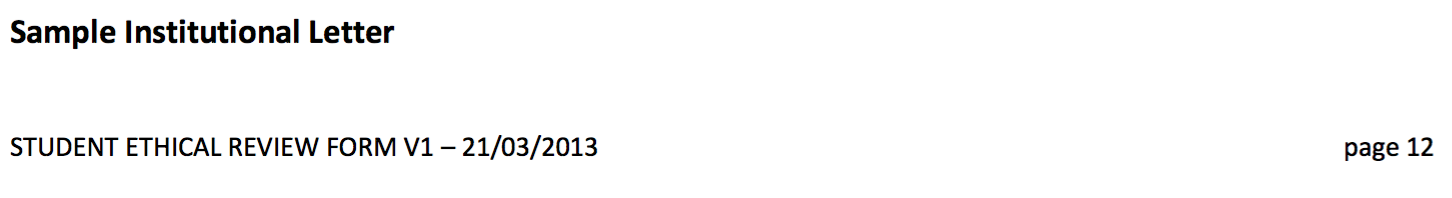 Sample Institutional Letter
STUDENT ETHICAL REVIEW FORM V1 – 21/03/2013 page 12